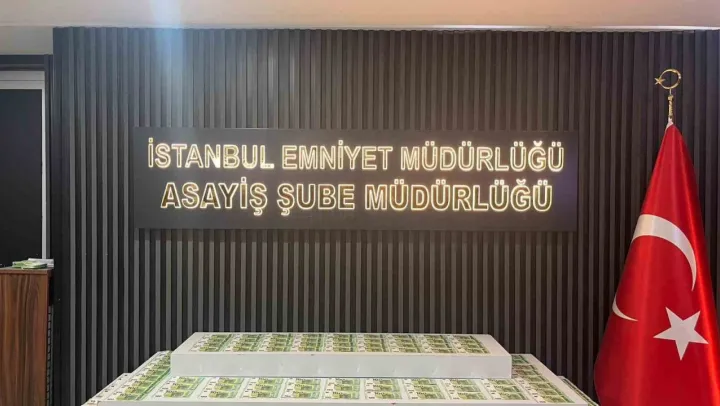 İSTANBUL EMNİYET MÜDÜRLÜĞÜ
ASAYİŞ ŞUBE MÜDÜRLÜĞÜ